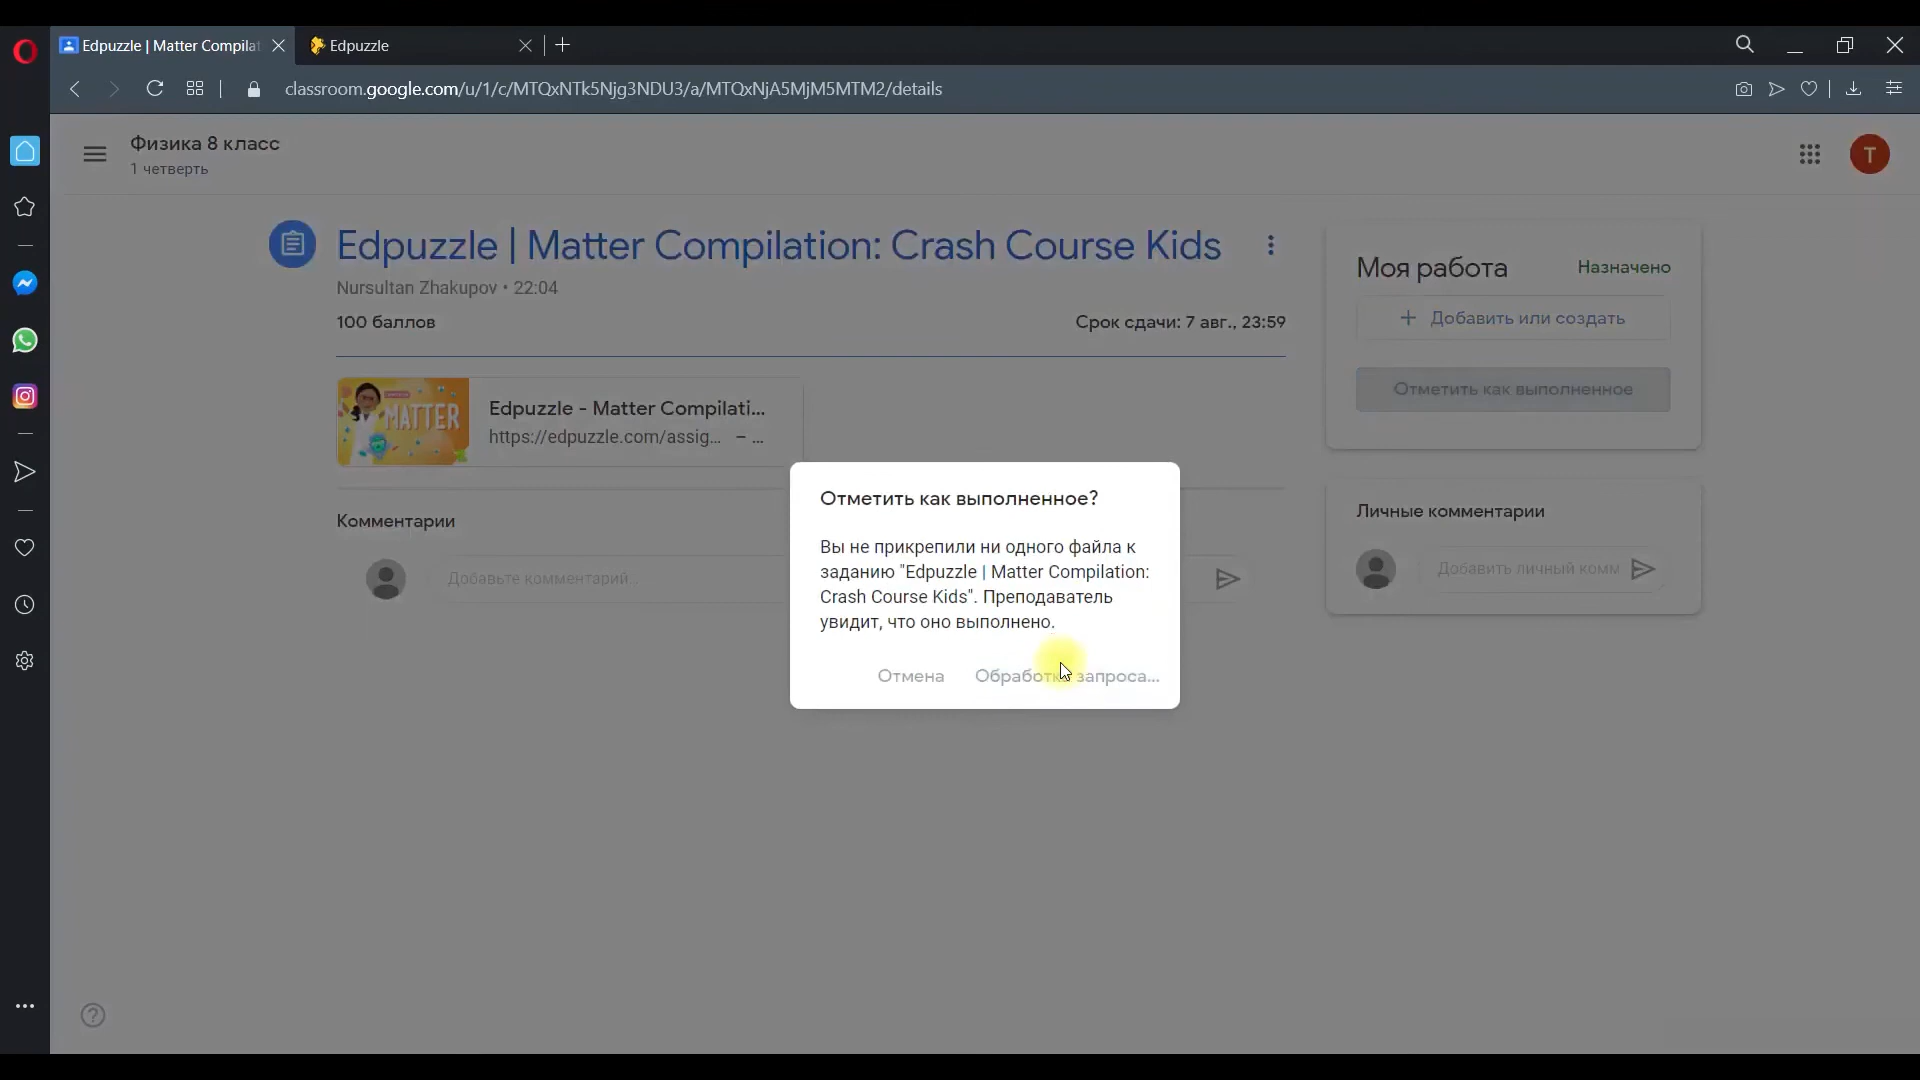 Edpuzzle | Matter Compilat
Edpuzzle
classroom.google.com/u/1/c/MTQxNTk5Njg3NDU3/a/MTQxNjA5MjM5MTM2/details
Физика 8 класс
1 четверть
T
Edpuzzle | Matter Compilation: Crash Course Kids
Nursultan Zhakupov • 22:04
100 баллов
Срок сдачи: 7 авг., 23:59
MATTER
Edpuzzle - Matter Compilati...
https://edpuzzle.com/assig... – ...
Комментарии
Добавьте комментарий..
Моя работа
Назначено
+ Добавить или создать
Отметить как выполненное
Личные комментарии
Добавить личный комм
Отметить как выполненное?
Вы не прикрепили ни одного файла к
заданию "Edpuzzle | Matter Compilation:
Crash Course Kids". Преподаватель
увидит, что оно выполнено.
Отмена
Обработка запроса...